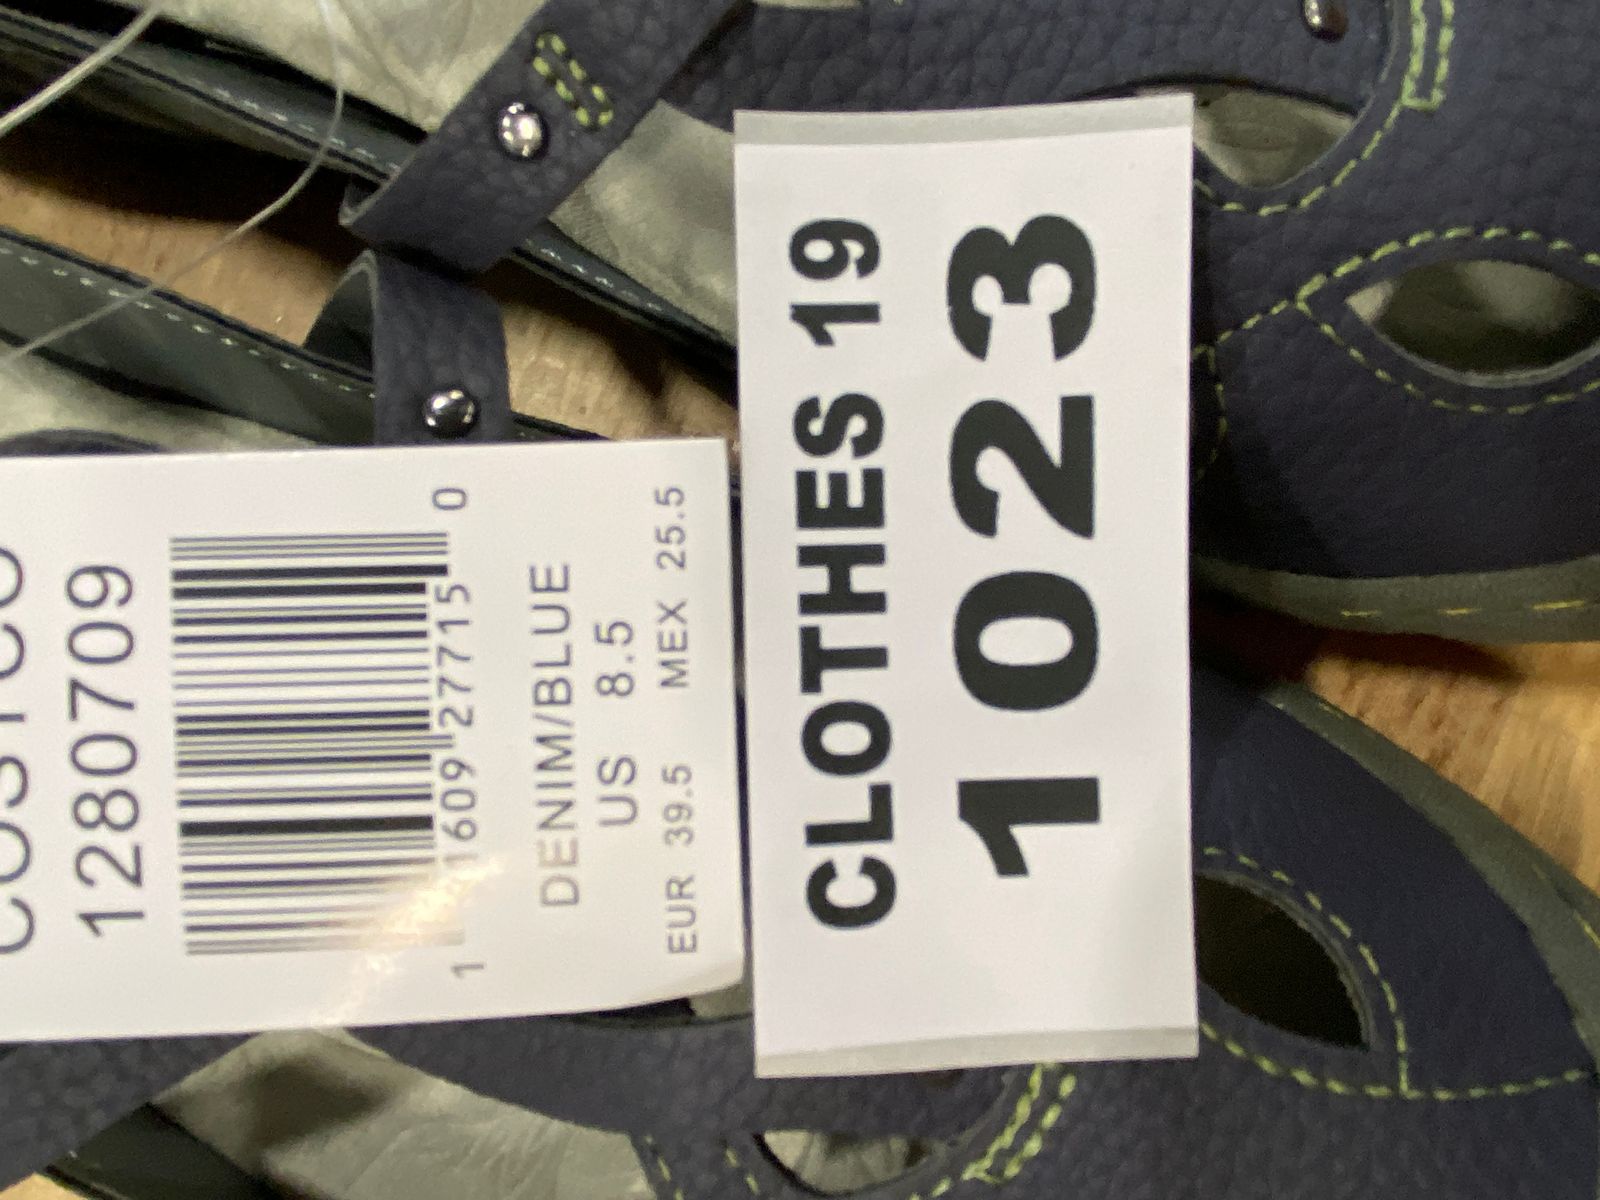 COSTCO
1280709
1 41609 27715 0
DENIM/BLUE
US 8.5
EUR 39.5 MEX 25.5
CLOTHES 19
1023